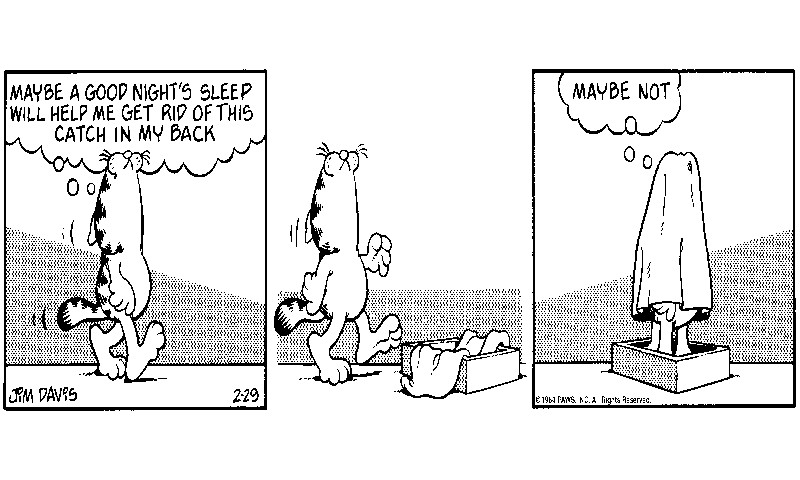 MAYBE A GOOD NIGHT'S SLEEP
WILL HELP ME GET RID OF THIS
CATCH IN MY BACK
JIM DAVIS
2-29
MAYBE NOT
© 1984 PAWS, INC. All Rights Reserved.